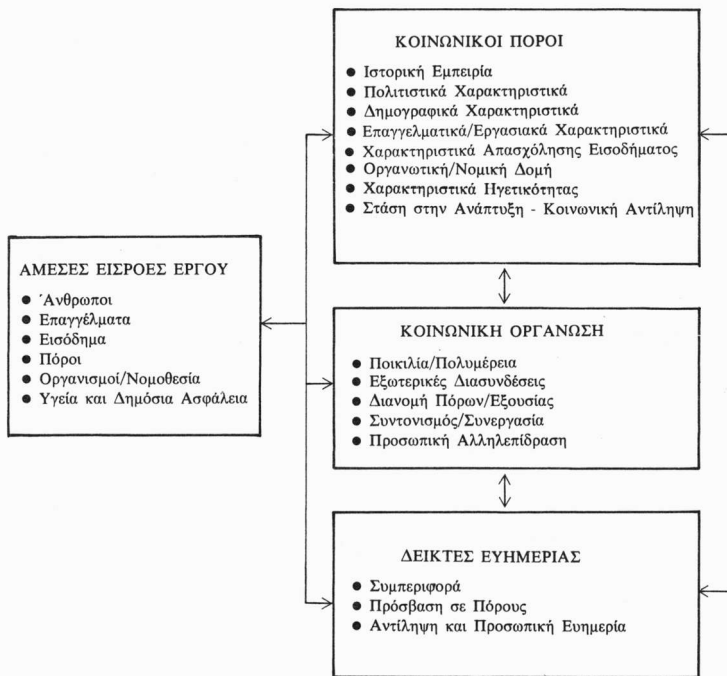 ΚΟΙΝΩΝΙΚΟΙ ΠΟΡΟΙ
● Ιστορική Εμπειρία
● Πολιτιστικά Χαρακτηριστικά
● Δημογραφικά Χαρακτηριστικά
● Επαγγελματικά/Εργασιακά Χαρακτηριστικά
● Χαρακτηριστικά Απασχόλησης Εισοδήματος
● Οργανωτική/Νομική Δομή
● Χαρακτηριστικά Ηγετικότητας
● Στάση στην Ανάπτυξη - Κοινωνική Αντίληψη
ΑΜΕΣΕΣ ΕΙΣΡΟΕΣ ΕΡΓΟΥ
● Άνθρωποι
● Επαγγέλματα
● Εισόδημα
● Πόροι
● Οργανισμοί/Νομοθεσία
● Υγεία και Δημόσια Ασφάλεια
ΚΟΙΝΩΝΙΚΗ ΟΡΓΑΝΩΣΗ
● Ποικιλία/Πολυμέρεια
● Εξωτερικές Διασυνδέσεις
● Διανομή Πόρων/Εξουσίας
● Συντονισμός/Συνεργασία
● Προσωπική Αλληλεπίδραση
ΔΕΙΚΤΕΣ ΕΥΗΜΕΡΙΑΣ
● Συμπεριφορά
● Πρόσβαση σε Πόρους
● Αντίληψη και Προσωπική Ευημερία